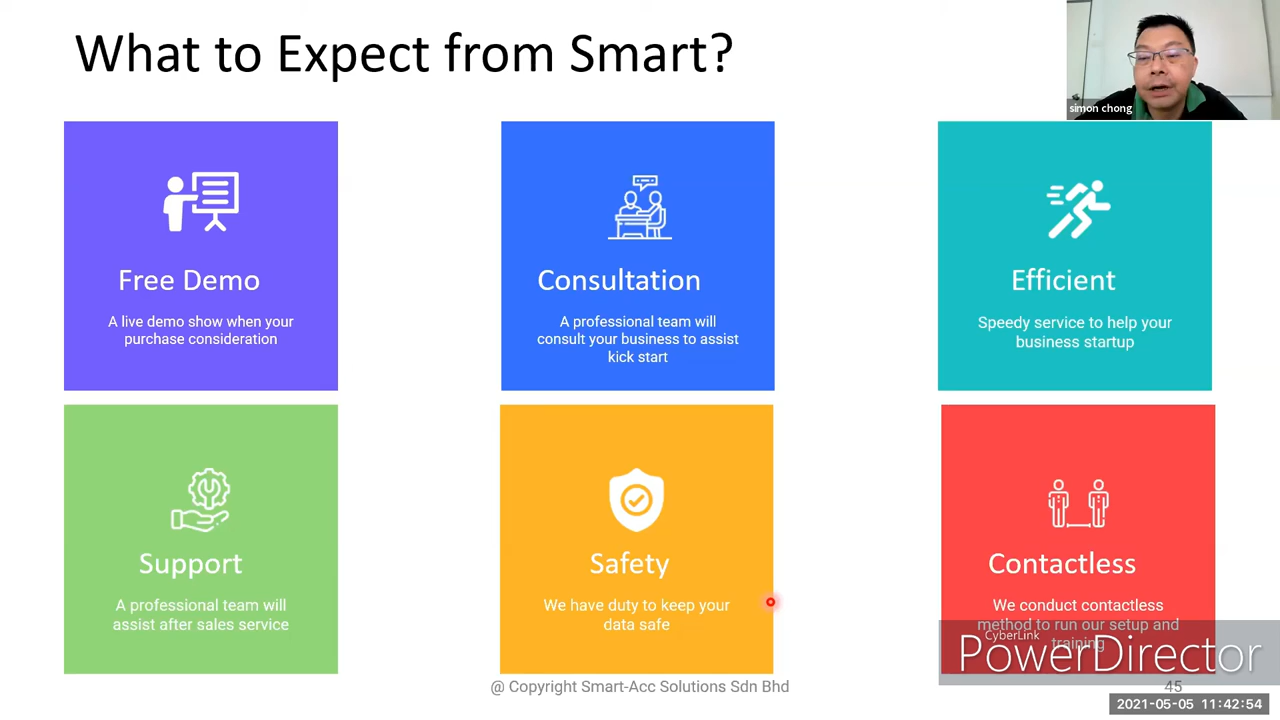 What to Expect from Smart?
simon chong
Free Demo
A live demo show when your
purchase consideration
Consultation
A professional team will
consult your business to assist
kick start
Efficient
Speedy service to help your
business startup
Support
A professional team will
assist after sales service
Safety
We have duty to keep your
data safe
Contactless
We conduct contactless
method to run our setup and
training
CyberLink
PowerDirector
@ Copyright Smart-Acc Solutions Sdn Bhd
45
2021-05-05 11:42:54